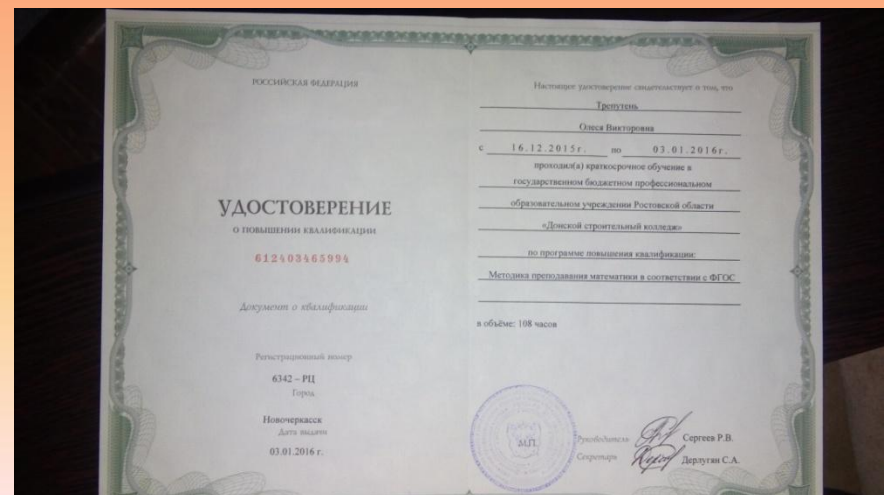 РОССИЙСКАЯ ФЕДЕРАЦИЯ
УДОСТОВЕРЕНИЕ
О ПОВЫШЕНИИ КВАЛИФИКАЦИИ
612403465994
Документ о квалификации
Регистрационный номер
6342 – РЦ
Город
Новочеркасск
Дата выдачи
03.01.2016 г.
Настоящее удостоверение свидетельствует о том, что
Трепутень
Олеся Викторовна
с 16.12.2015г. по 03.01.2016г.
проходил(а) краткосрочное обучение в
государственном бюджетном профессиональном
образовательном учреждении Ростовской области
«Донской строительный колледж»
по программе повышения квалификации:
Методика преподавания математики в соответствии с ФГОС
в объёме: 108 часов
М.П.
Руководитель Сергеев Р.В.
Секретарь Дерлугян С.А.